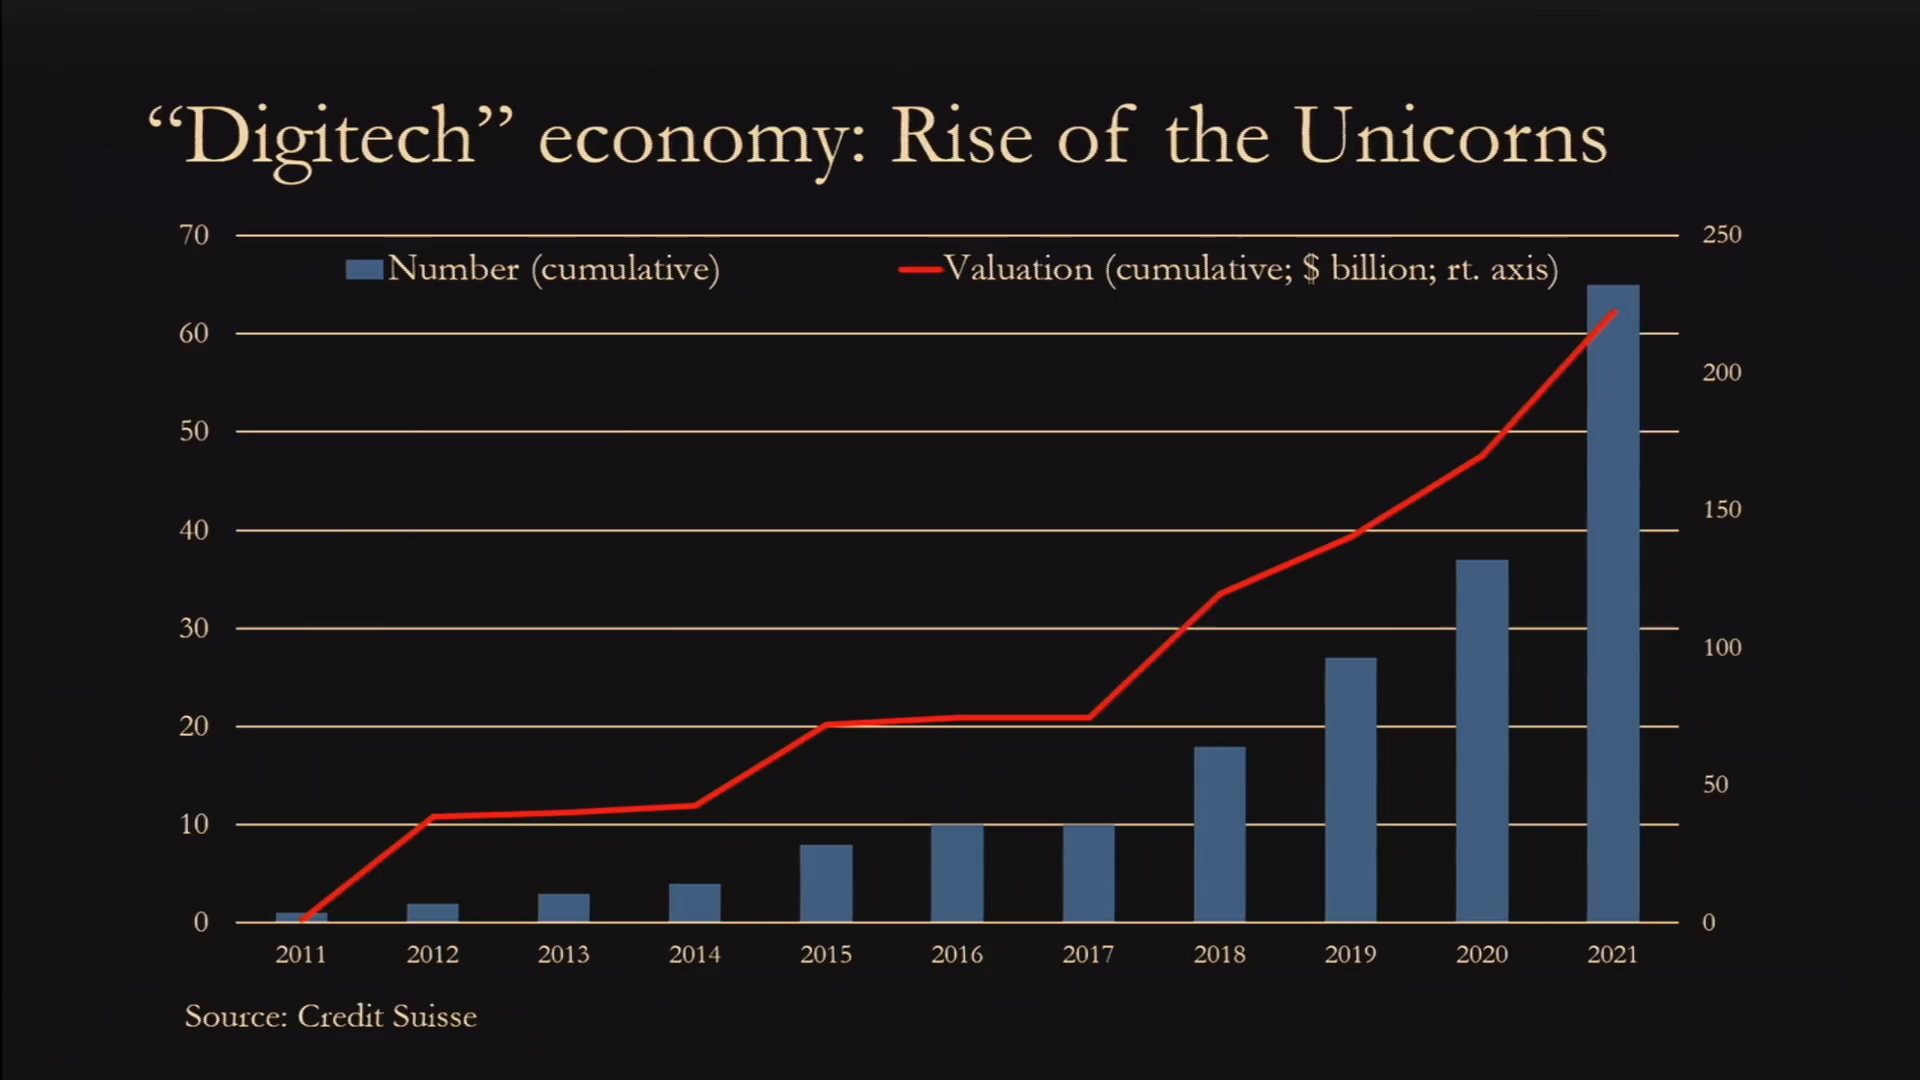 “Digitech” economy: Rise of the Unicorns
70
250
Number (cumulative)
Valuation (cumulative; $ billion; rt. axis)
60
200
50
150
40
30
100
20
50
10
0
0
2011 2012 2013 2014 2015 2016 2017 2018 2019 2020 2021
Source: Credit Suisse